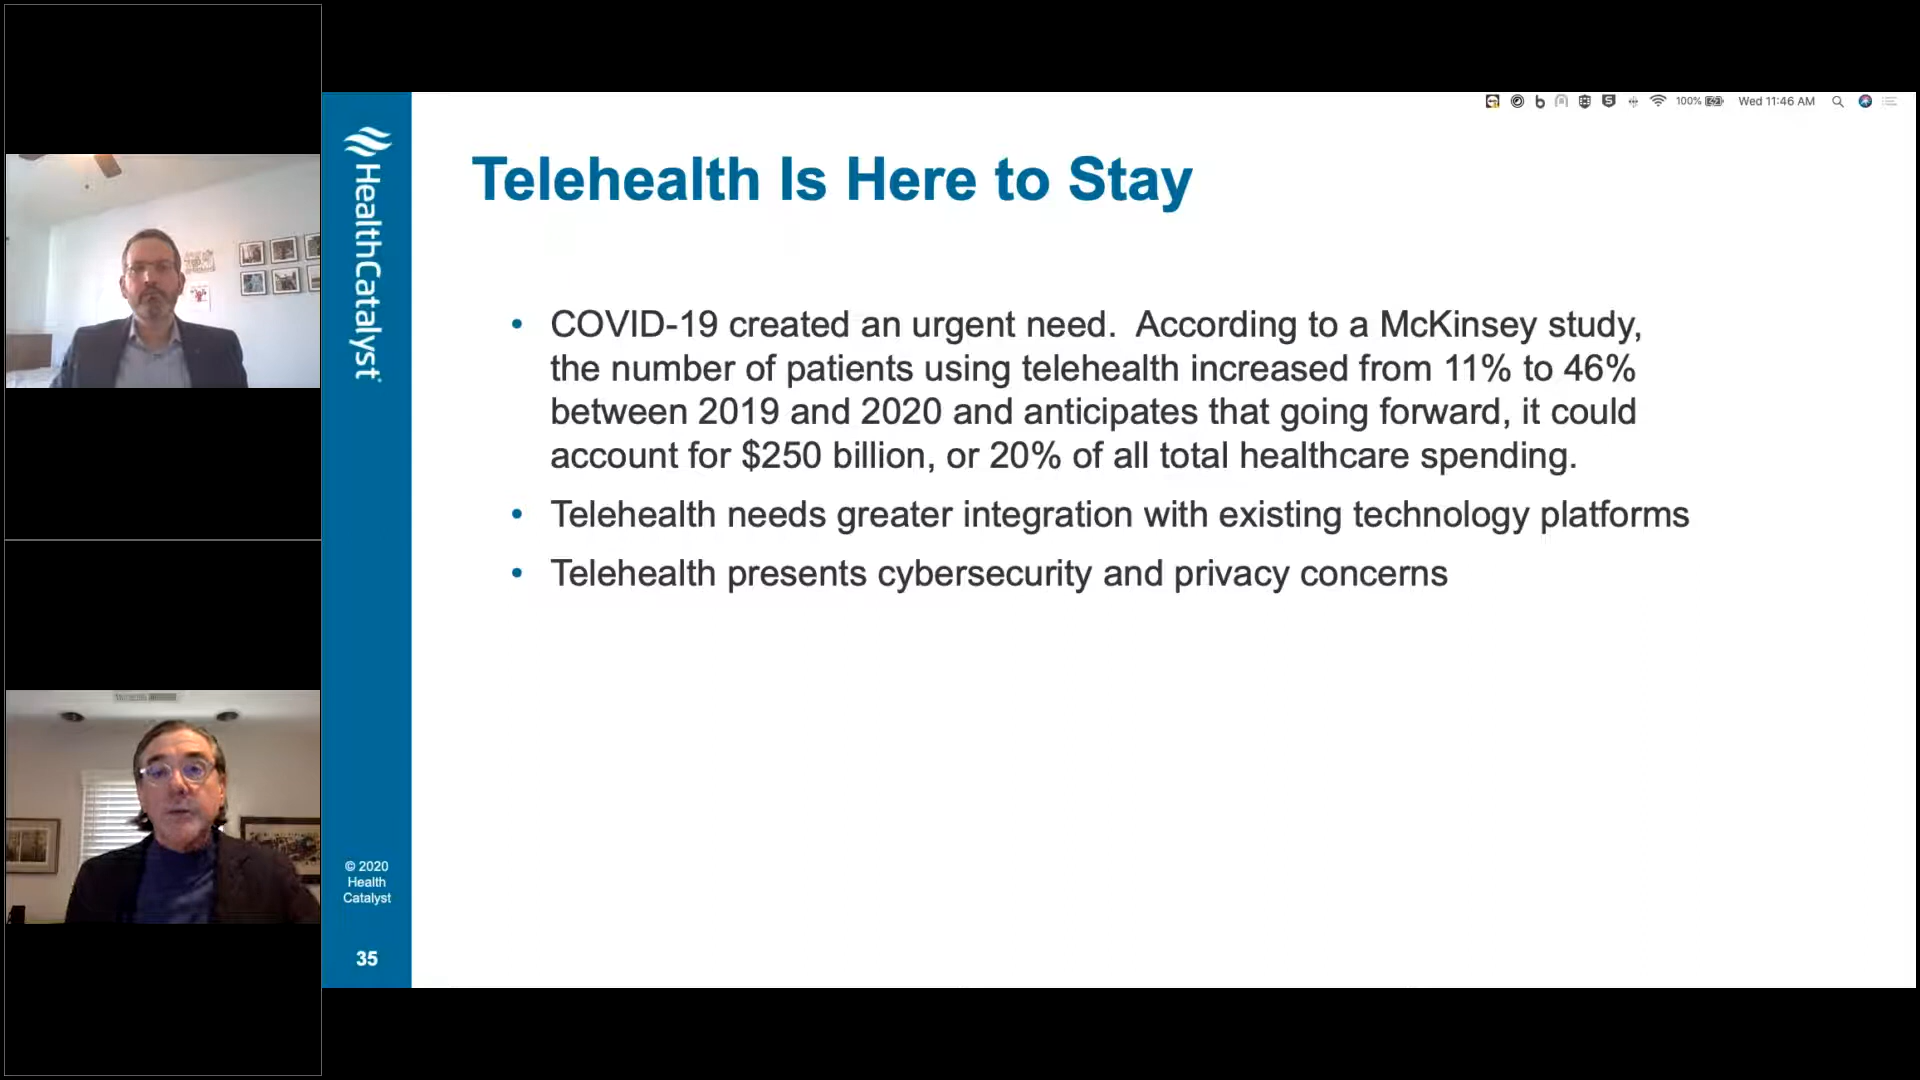 100% Wed 11:46 AM
HealthCatalyst
Telehealth Is Here to Stay
• COVID-19 created an urgent need. According to a McKinsey study,
the number of patients using telehealth increased from 11% to 46%
between 2019 and 2020 and anticipates that going forward, it could
account for $250 billion, or 20% of all total healthcare spending.
• Telehealth needs greater integration with existing technology platforms
• Telehealth presents cybersecurity and privacy concerns
© 2020
Health
Catalyst
35